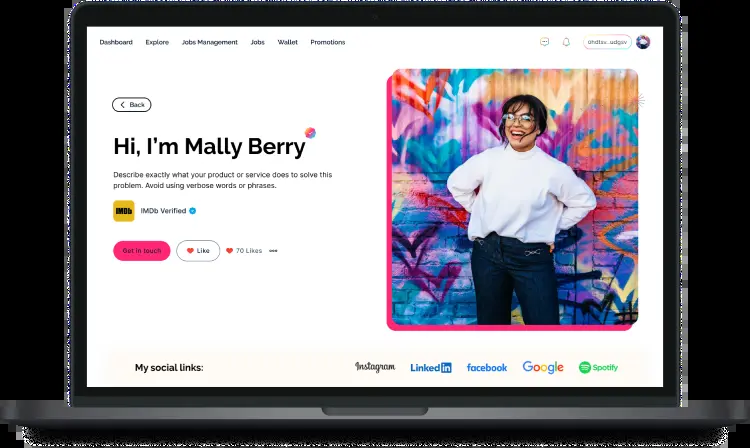 Dashboard Explore Jobs Management Jobs Wallet Promotions
Back
Hi, I'm Mally Berry
Describe exactly what your product or service does to solve this
problem. Avoid using verbose words or phrases.
IMDb IMDb Verified
Get in touch Like 70 Likes
My social links: Instagram LinkedIn facebook Google Spotify